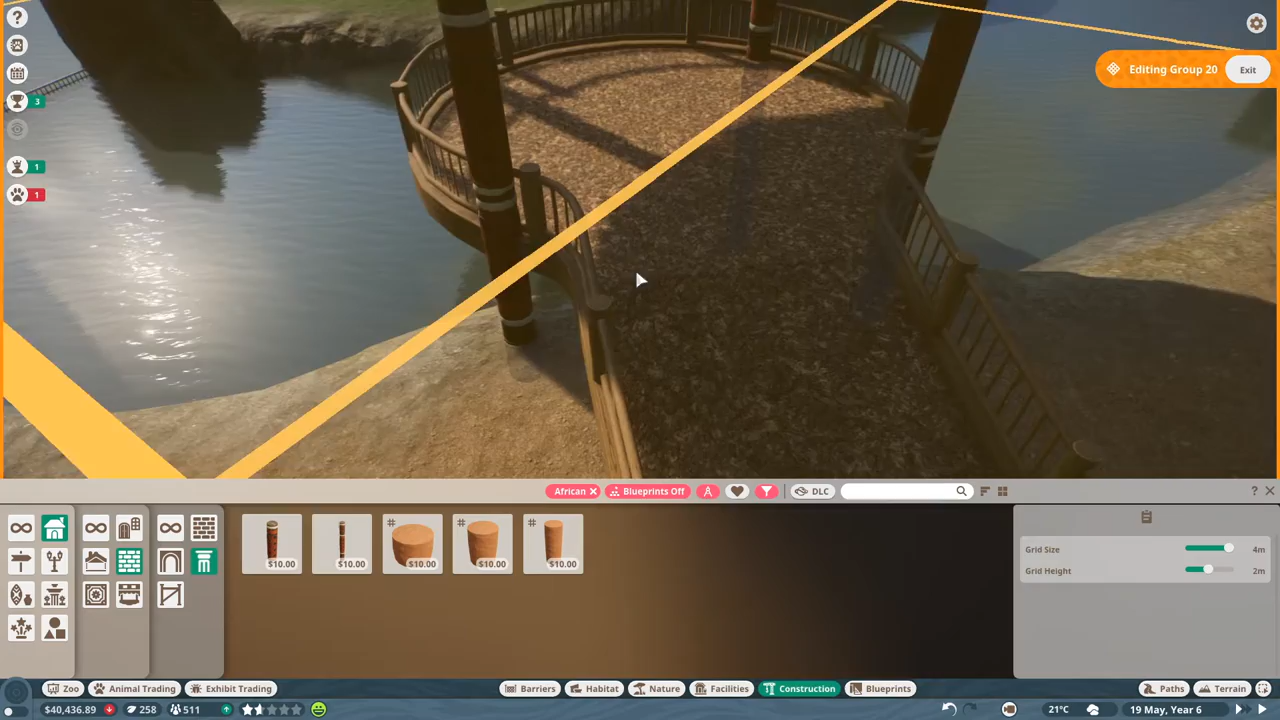 ?
3
1
1
Editing Group 20
Exit
African ×
Blueprints Off
DLC
? ×
$10.00
$10.00
# $10.00
# $10.00
# $10.00
Grid Size 4m
Grid Height 2m
Zoo
Animal Trading
Exhibit Trading
Barriers
Habitat
Nature
Facilities
Construction
Blueprints
Paths
Terrain
$40,436.89
258
511
21°C
19 May, Year 6